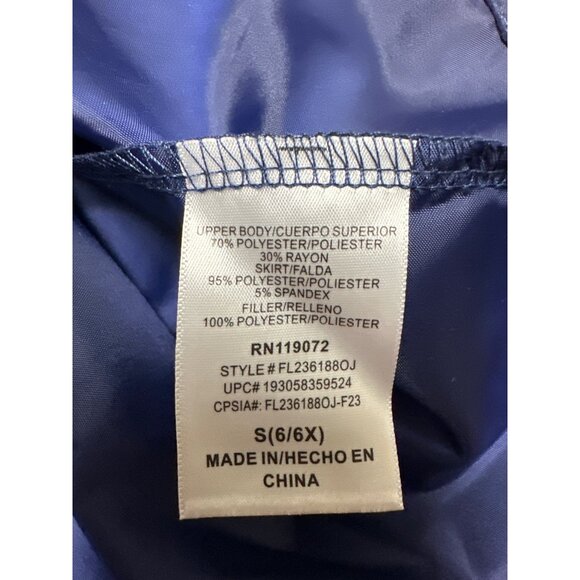 UPPER BODY/CUERPO SUPERIOR
70% POLYESTER/POLIESTER
30% RAYON
SKIRT/FALDA
95% POLYESTER/POLIESTER
5% SPANDEX
FILLER/RELLENO
100% POLYESTER/POLIESTER
RN119072
STYLE # FL236188OJ
UPC# 193058359524
CPSIA#: FL236188OJ-F23
S(6/6X)
MADE IN/HECHO EN
CHINA